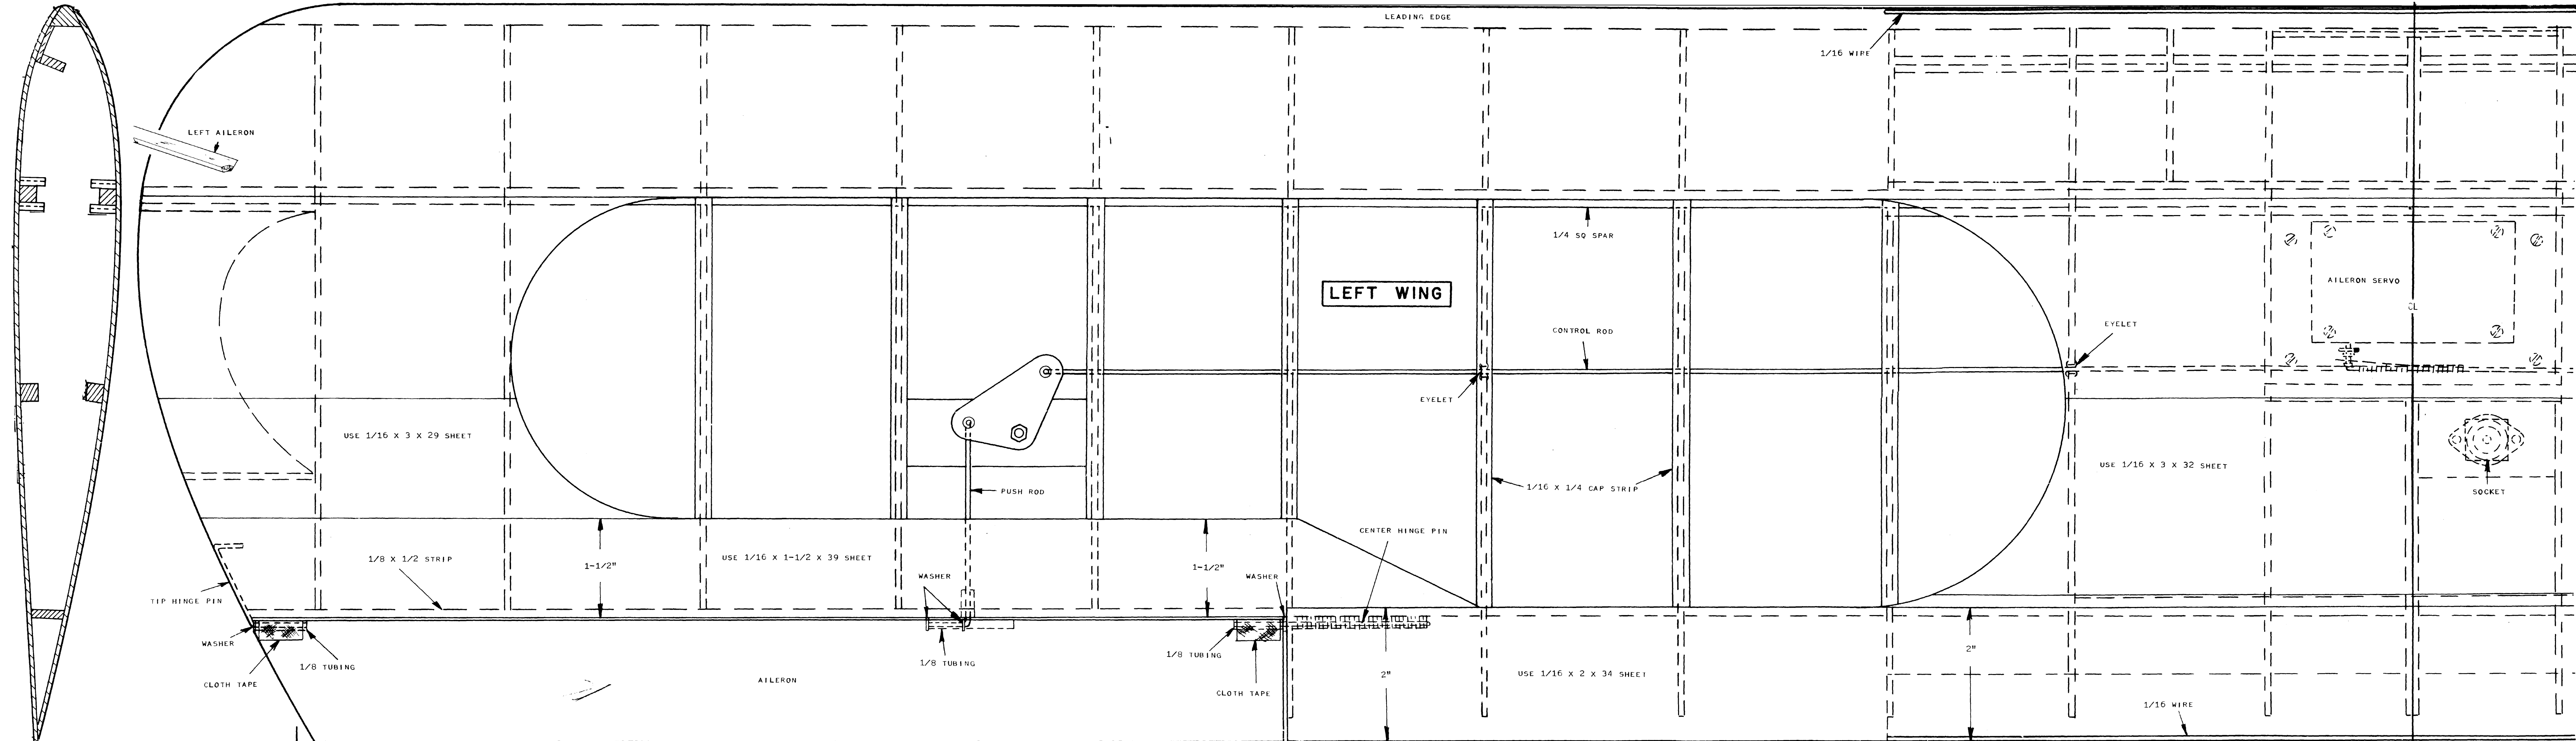 LEADING EDGE
1/16 WIRE
LEFT AILERON
1/4 SQ SPAR
AILERON SERVO
LEFT WING
CL
EYELET
CONTROL ROD
EYELET
USE 1/16 X 3 X 29 SHEET
USE 1/16 X 3 X 32 SHEET
PUSH ROD
1/16 X 1/4 CAP STRIP
SOCKET
CENTER HINGE PIN
1/8 X 1/2 STRIP
1-1/2"
USE 1/16 X 1-1/2 X 39 SHEET
1-1/2"
WASHER
WASHER
TIP HINGE PIN
WASHER
1/8 TUBING
1/8 TUBING
1/8 TUBING
2"
CLOTH TAPE
AILERON
CLOTH TAPE
2"
USE 1/16 X 2 X 34 SHEET
1/16 WIRE